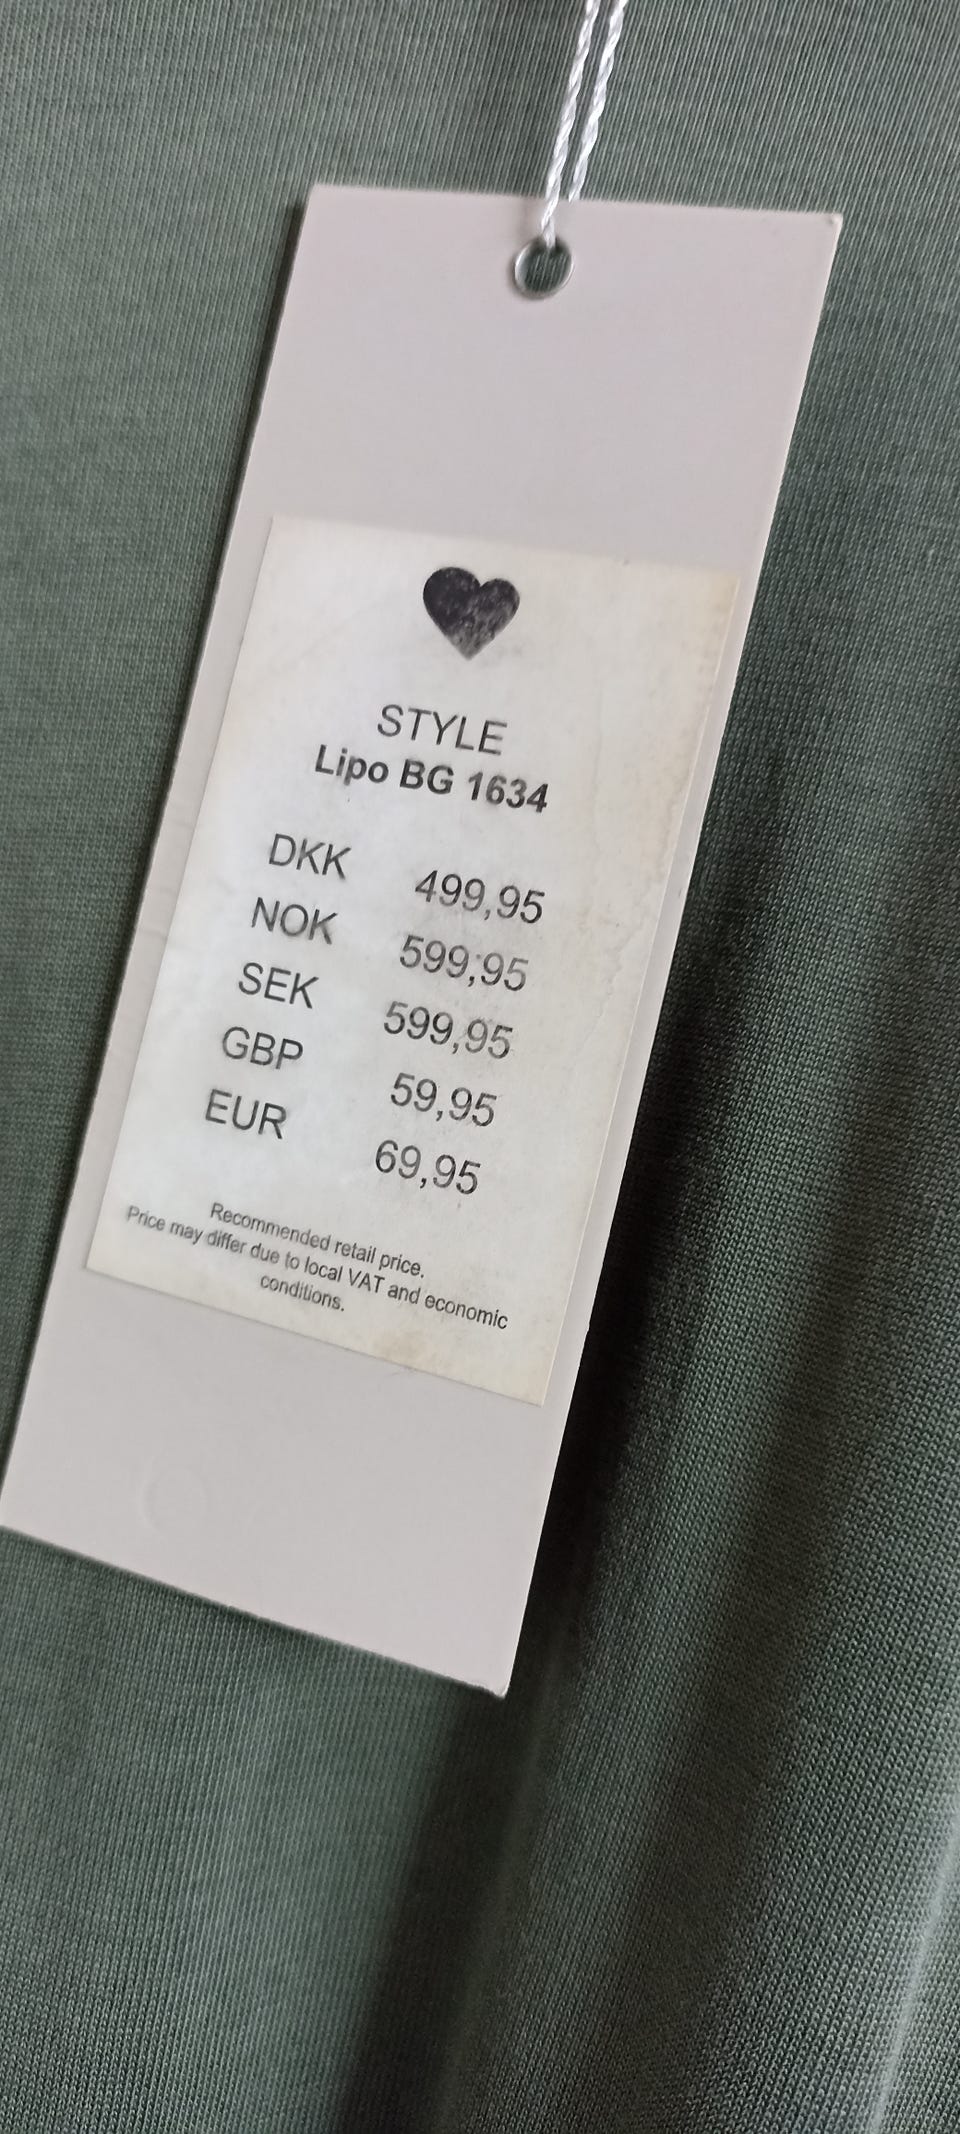 STYLE
Lipo BG 1634
DKK 499,95
NOK 599,95
SEK 599,95
GBP 59,95
EUR 69,95
Recommended retail price.
Price may differ due to local VAT and economic
conditions.